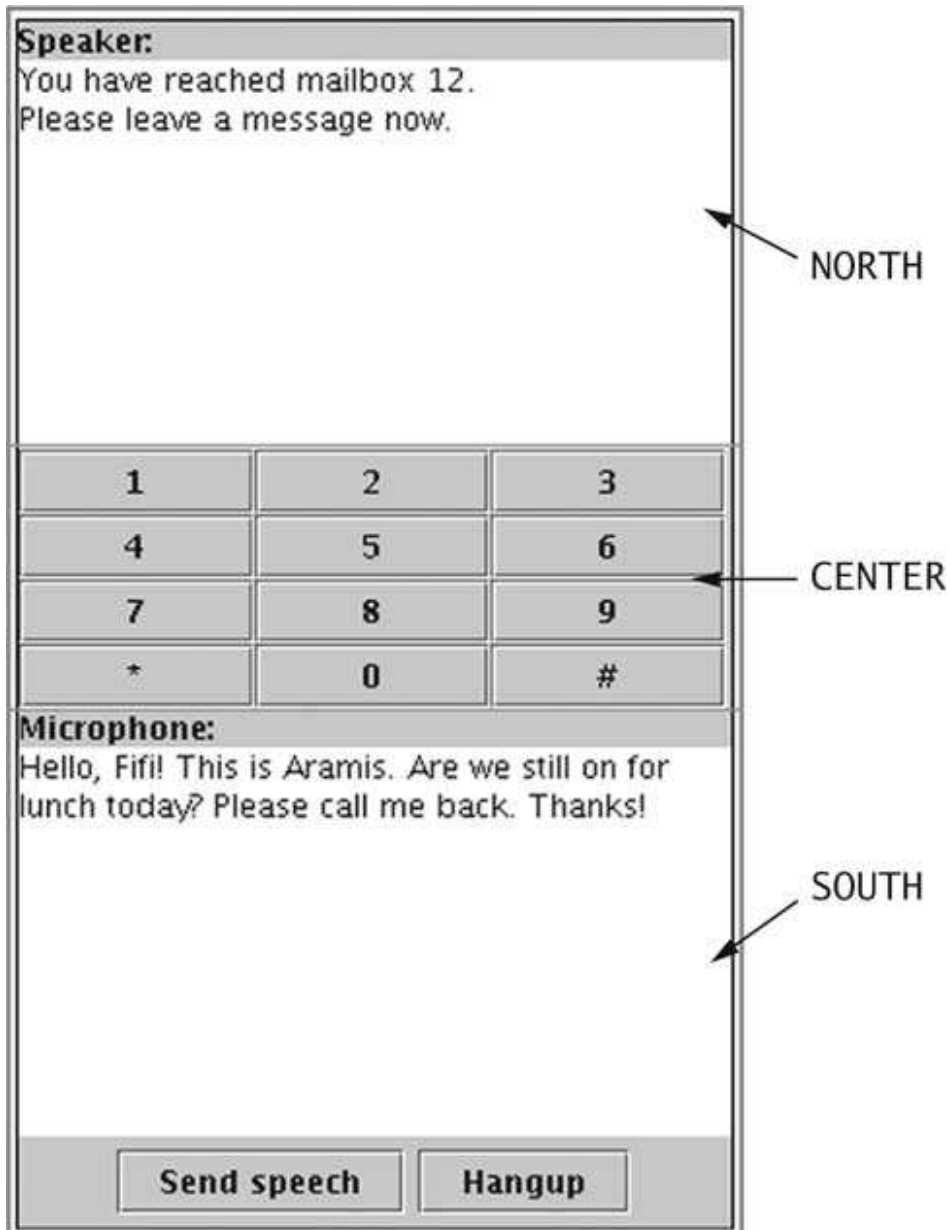 Speaker:
You have reached mailbox 12.
Please leave a message now.
NORTH
1 2 3
4 5 6
CENTER
7 8 9
* 0 #
Microphone:
Hello, Fifi! This is Aramis. Are we still on for
lunch today? Please call me back. Thanks!
SOUTH
Send speech Hangup